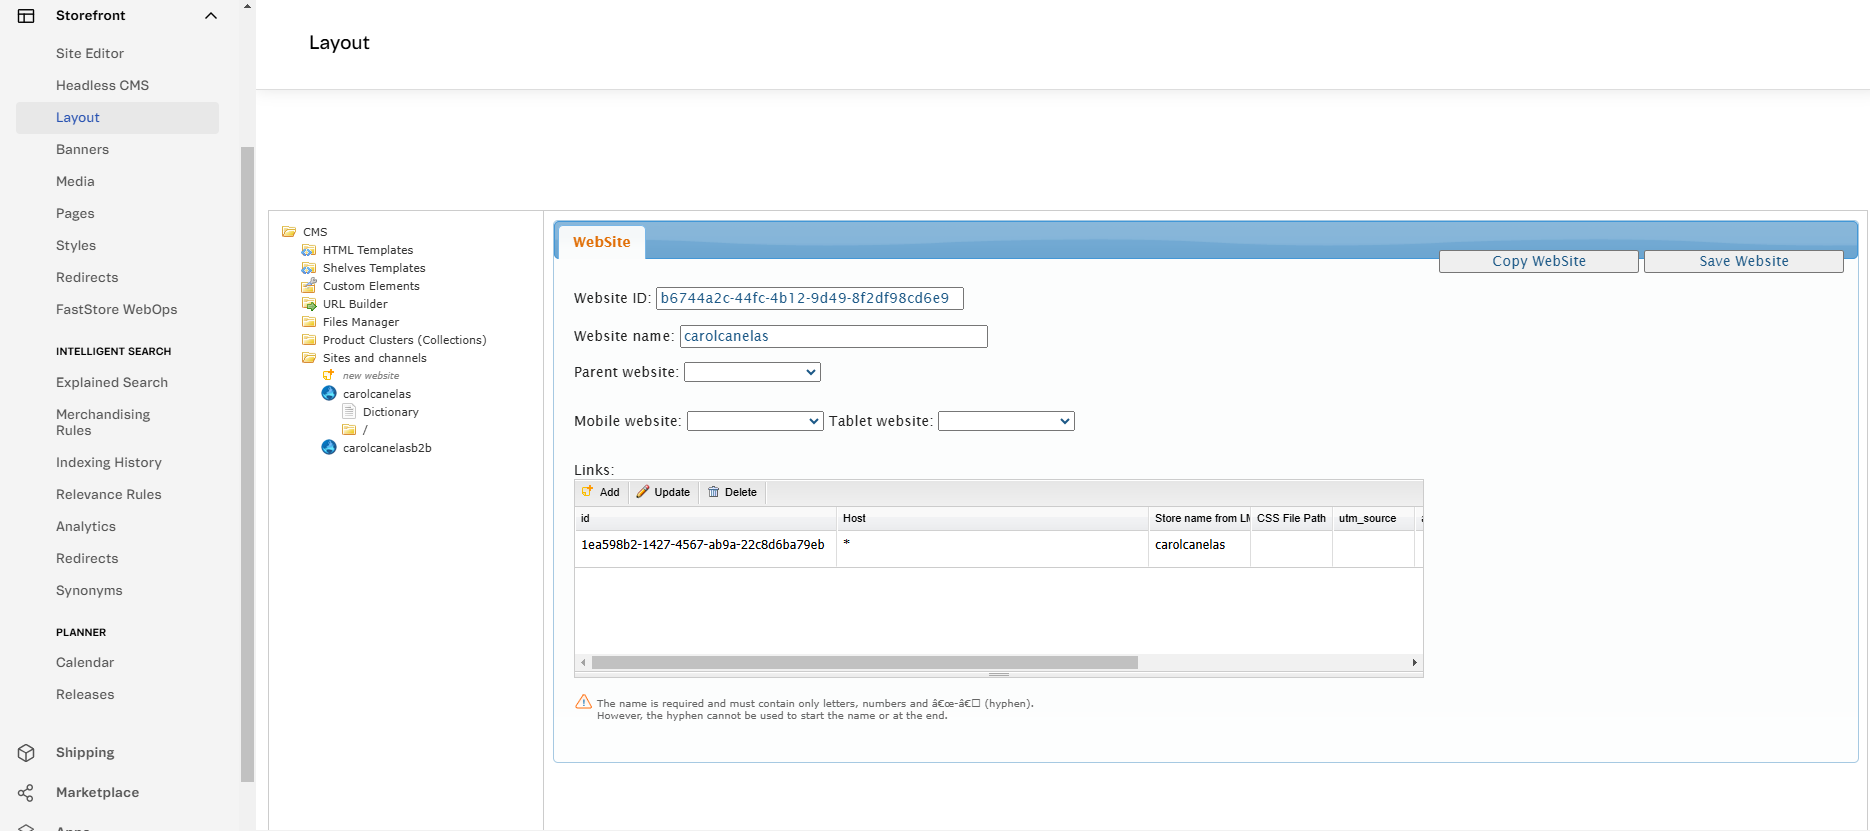 Storefront
Site Editor
Headless CMS
Layout
Banners
Media
Pages
Styles
Redirects
FastStore WebOps
INTELLIGENT SEARCH
Explained Search
Merchandising
Rules
Indexing History
Relevance Rules
Analytics
Redirects
Synonyms
PLANNER
Calendar
Releases
Shipping
Marketplace
Layout
CMS
HTML Templates
Shelves Templates
Custom Elements
URL Builder
Files Manager
Product Clusters (Collections)
Sites and channels
new website
carolcanelas
Dictionary
/
carolcanelasb2b
WebSite
Copy WebSite
Save Website
Website ID: b6744a2c-44fc-4b12-9d49-8f2df98cd6e9
Website name: carolcanelas
Parent website:
Mobile website: Tablet website:
Links:
Add Update Delete
id Host Store name from LM CSS File Path utm_source
1ea598b2-1427-4567-ab9a-22c8d6ba79eb * carolcanelas
The name is required and must contain only letters, numbers and â€œ-â€□ (hyphen).
However, the hyphen cannot be used to start the name or at the end.